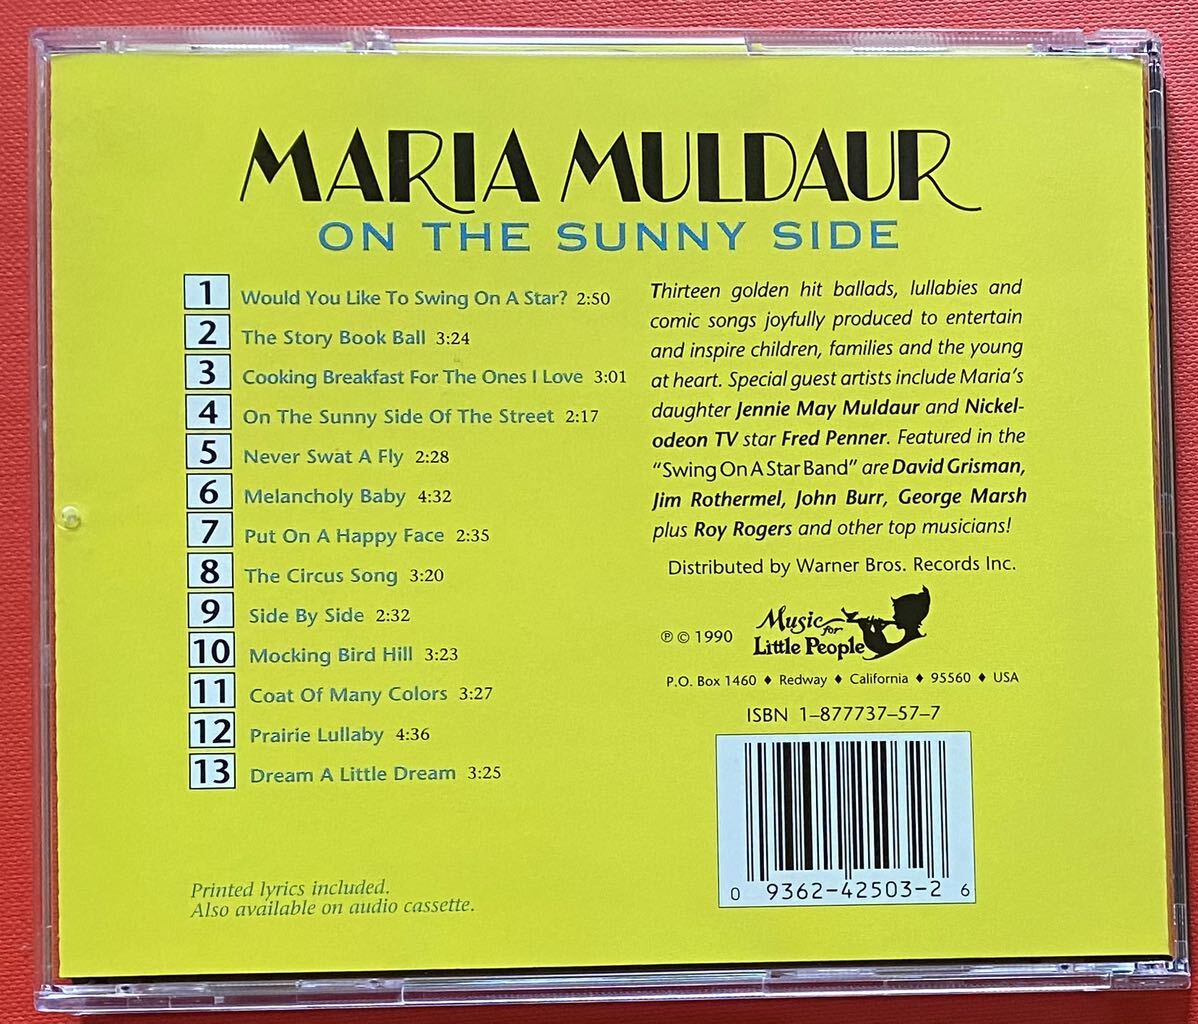 MARIA MULDAUR
ON THE SUNNY SIDE
1 Would You Like To Swing On A Star? 2:50
2 The Story Book Ball 3:24
3 Cooking Breakfast For The Ones I Love 3:01
4 On The Sunny Side Of The Street 2:17
5 Never Swat A Fly 2:28
6 Melancholy Baby 4:32
7 Put On A Happy Face 2:35
8 The Circus Song 3:20
9 Side By Side 2:32
10 Mocking Bird Hill 3:23
11 Coat Of Many Colors 3:27
12 Prairie Lullaby 4:36
13 Dream A Little Dream 3:25
Printed lyrics included.
Also available on audio cassette.
Thirteen golden hit ballads, lullabies and
comic songs joyfully produced to entertain
and inspire children, families and the young
at heart. Special guest artists include Maria's
daughter Jennie May Muldaur and Nickel-
odeon TV star Fred Penner. Featured in the
"Swing On A Star Band" are David Grisman,
Jim Rothermel, John Burr, George Marsh
plus Roy Rogers and other top musicians!
Distributed by Warner Bros. Records Inc.
℗ © 1990
Music for
Little People
P.O. Box 1460 ♦ Redway ♦ California ♦ 95560 ♦ USA
ISBN 1-877737-57-7
0 9362-42503-2 6